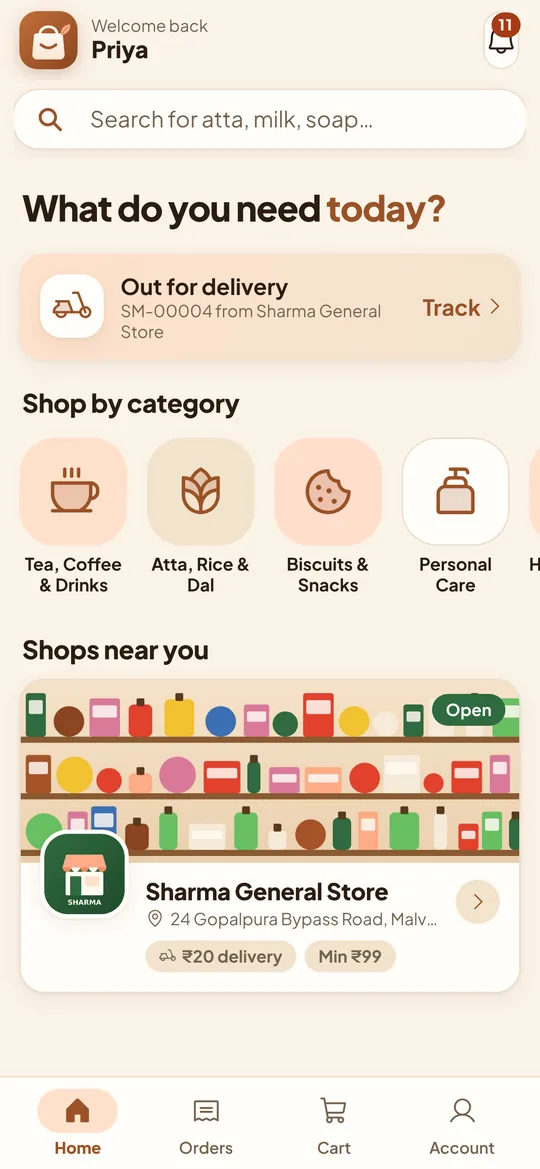 Welcome back
Priya
11
Search for atta, milk, soap...
What do you need today?
Out for delivery
SM-00004 from Sharma General
Store
Track
Shop by category
Tea, Coffee
& Drinks
Atta, Rice &
Dal
Biscuits &
Snacks
Personal
Care
H
Shops near you
Open
SHARMA
Sharma General Store
24 Gopalpura Bypass Road, Malv...
₹20 delivery
Min ₹99
Home
Orders
Cart
Account